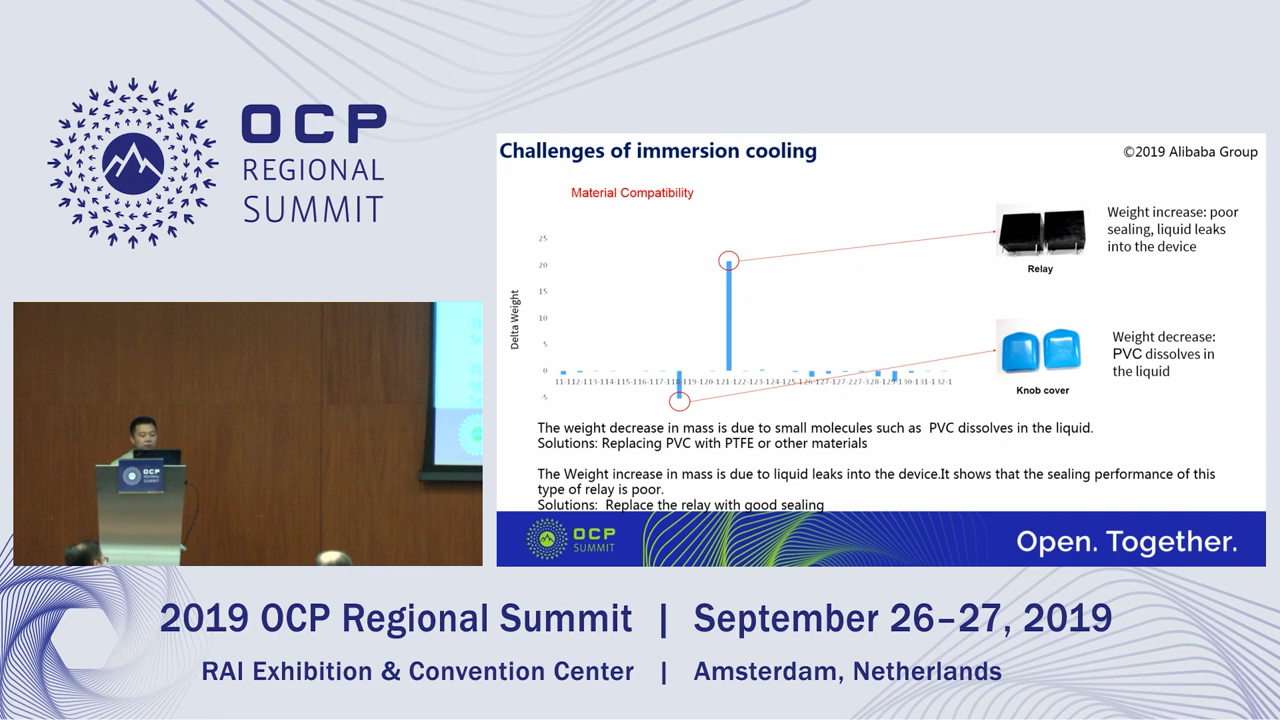 OCP
REGIONAL
SUMMIT
Challenges of immersion cooling
©2019 Alibaba Group
Material Compatibility
Delta Weight
25
20
15
10
5
0
-5
Weight increase: poor
sealing, liquid leaks
into the device
Relay
Weight decrease:
PVC dissolves in
the liquid
Knob cover
The weight decrease in mass is due to small molecules such as PVC dissolves in the liquid.
Solutions: Replacing PVC with PTFE or other materials
The Weight increase in mass is due to liquid leaks into the device.It shows that the sealing performance of this
type of relay is poor.
Solutions: Replace the relay with good sealing
OCP
SUMMIT
Open. Together.
OCP
2019 OCP Regional Summit | September 26–27, 2019
RAI Exhibition & Convention Center | Amsterdam, Netherlands